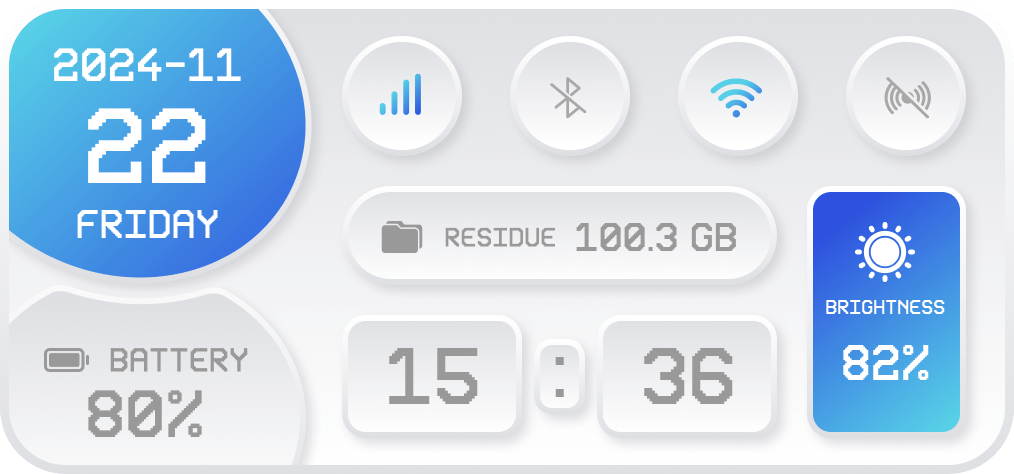 2024-11
22
FRIDAY
RESIDUE 100.3 GB
BRIGHTNESS
82%
BATTERY
80%
15 : 36